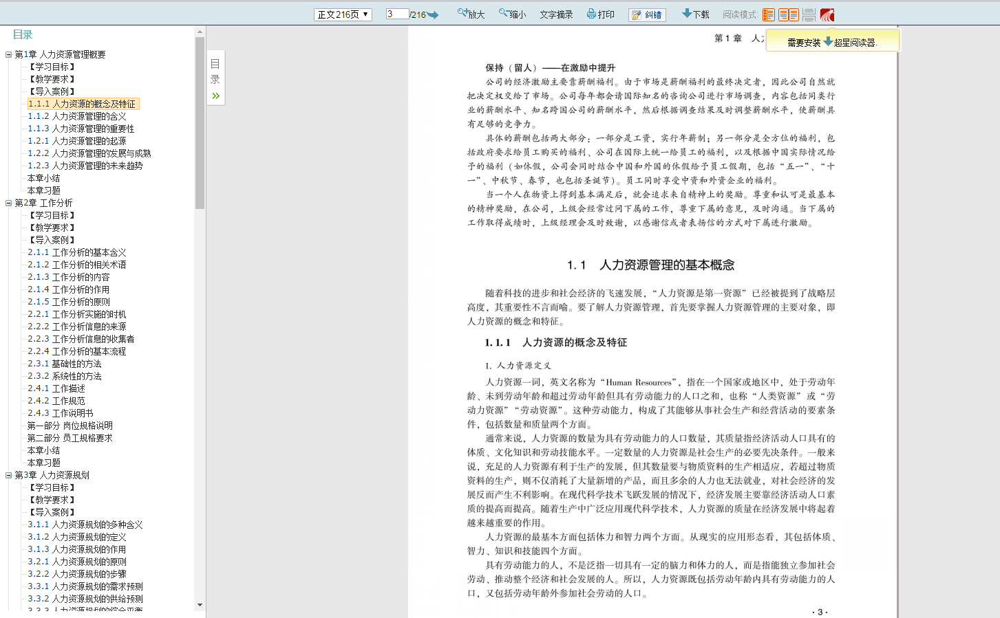 正文216页
3 /216
放大
缩小
文字摘录
打印
纠错
下载
阅读模式:
需要安装 超星阅读器.
目录
第1章 人力资源管理概要
【学习目标】
【教学要求】
【导入案例】
1.1.1 人力资源的概念及特征
1.1.2 人力资源管理的含义
1.1.3 人力资源管理的重要性
1.2.1 人力资源管理的起源
1.2.2 人力资源管理的发展与成熟
1.2.3 人力资源管理的未来趋势
本章小结
本章习题
第2章 工作分析
【学习目标】
【教学要求】
【导入案例】
2.1.1 工作分析的基本含义
2.1.2 工作分析的相关术语
2.1.3 工作分析的内容
2.1.4 工作分析的作用
2.1.5 工作分析的原则
2.2.1 工作分析实施的时机
2.2.2 工作分析信息的来源
2.2.3 工作分析信息的收集者
2.2.4 工作分析的基本流程
2.3.1 基础性的方法
2.3.2 系统性的方法
2.4.1 工作描述
2.4.2 工作规范
2.4.3 工作说明书
第一部分 岗位规格说明
第二部分 员工规格要求
本章小结
本章习题
第3章 人力资源规划
【学习目标】
【教学要求】
【导入案例】
3.1.1 人力资源规划的多种含义
3.1.2 人力资源规划的定义
3.1.3 人力资源规划的作用
3.2.1 人力资源规划的原则
3.2.2 人力资源规划的步骤
3.3.1 人力资源规划的需求预测
3.3.2 人力资源规划的供给预测
3.3.3 人力资源规划的综合平衡
目
录
第 1 章 人力
保持（留人）——在激励中提升
公司的经济激励主要靠薪酬福利。由于市场是薪酬福利的最终决定者，因此公司自然就
把决定权交给了市场。公司每年都会请国际知名的咨询公司进行市场调查，内容包括同类行
业的薪酬水平、知名跨国公司的薪酬水平，然后根据调查结果及时调整薪酬水平，使薪酬具
有足够的竞争力。
具体的薪酬包括两大部分：一部分是工资，实行年薪制；另一部分是全方位的福利，包
括政府要求给员工购买的福利、公司在国际上统一给员工的福利，以及根据中国实际情况给
予的福利（如休假，公司会同时结合中国和外国的休假给予员工假期，包括“五一”、“十
一”、中秋节、春节，也包括圣诞节）。员工同时享受中资和外资企业的福利。
当一个人在物资上得到基本满足后，就会追求来自精神上的奖励。尊重和认可是最基本
的精神奖励，在公司，上级会经常过问下属的工作，尊重下属的意见，及时沟通。当下属的
工作取得成绩时，上级经理会及时致谢，以感谢信或者表扬信的方式对下属进行激励。
1.1 人力资源管理的基本概念
随着科技的进步和社会经济的飞速发展，“人力资源是第一资源”已经被提到了战略层
高度，其重要性不言而喻。要了解人力资源管理，首先要掌握人力资源管理的主要对象，即
人力资源的概念和特征。
1.1.1 人力资源的概念及特征
1. 人力资源定义
人力资源一词，英文名称为“Human Resources”，指在一个国家或地区中，处于劳动年
龄、未到劳动年龄和超过劳动年龄但具有劳动能力的人口之和，也称“人类资源”或“劳
动力资源”“劳动资源”。这种劳动能力，构成了其能够从事社会生产和经营活动的要素条
件，包括数量和质量两个方面。
通常来说，人力资源的数量为具有劳动能力的人口数量，其质量指经济活动人口具有的
体质、文化知识和劳动技能水平。一定数量的人力资源是社会生产的必要先决条件。一般来
说，充足的人力资源有利于生产的发展，但其数量要与物质资料的生产相适应，若超过物质
资料的生产，则不仅消耗了大量新增的产品，而且多余的人力也无法就业，对社会经济的发
展反而产生不利影响。在现代科学技术飞跃发展的情况下，经济发展主要靠经济活动人口素
质的提高而提高。随着生产中广泛应用现代科学技术，人力资源的质量在经济发展中将起着
越来越重要的作用。
人力资源的最基本方面包括体力和智力两个方面。从现实的应用形态看，其包括体质、
智力、知识和技能四个方面。
具有劳动能力的人，不是泛指一切具有一定的脑力和体力的人，而是指能独立参加社会
劳动、推动整个经济和社会发展的人。所以，人力资源既包括劳动年龄内具有劳动能力的人
口，又包括劳动年龄外参加社会劳动的人口。
· 3 ·